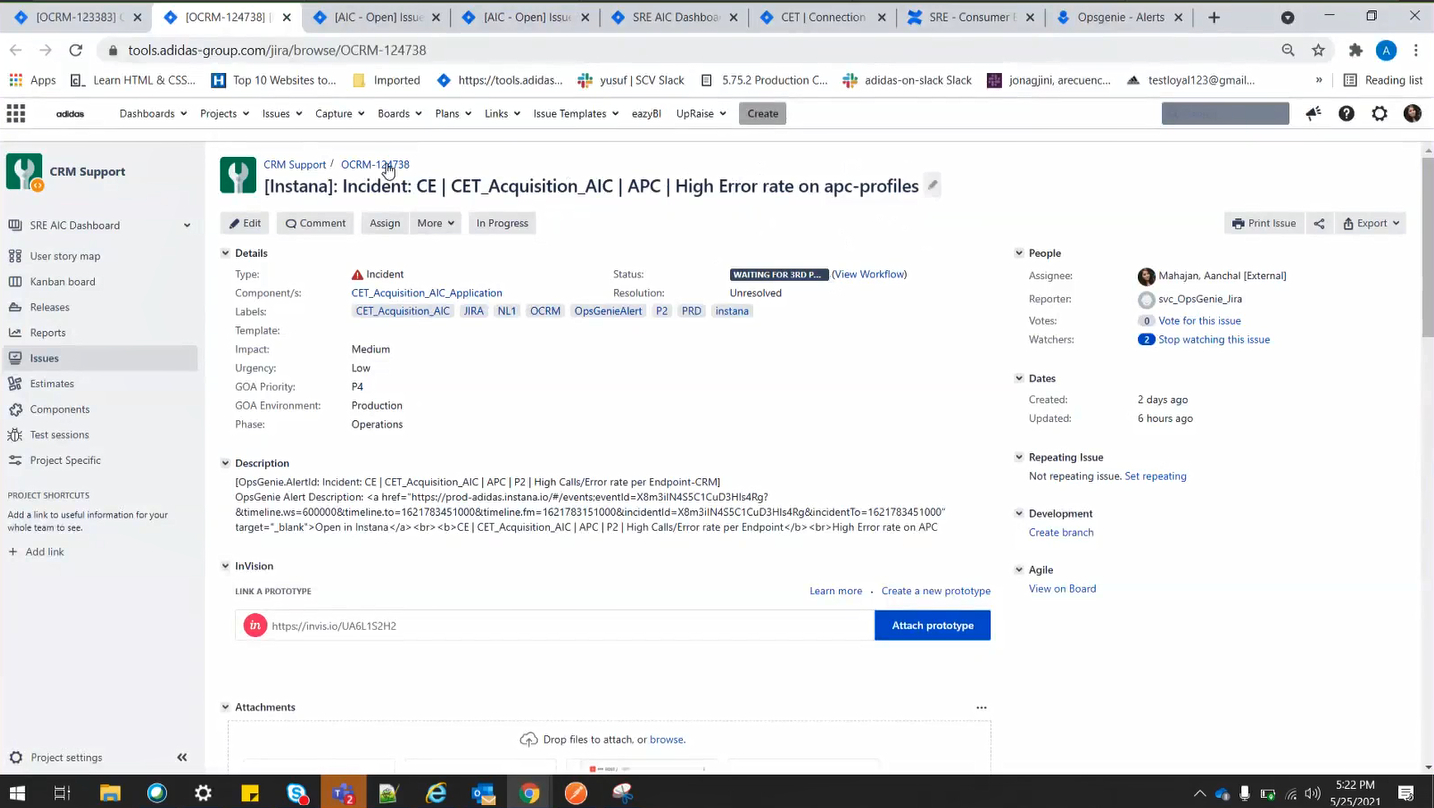 [OCRM-123383]
[OCRM-124738] |
[AIC - Open] Issue
[AIC - Open] Issue
SRE AIC Dashboa
CET | Connection
SRE - Consumer E
Opsgenie - Alerts
tools.adidas-group.com/jira/browse/OCRM-124738
A
Apps
Learn HTML & CSS...
Top 10 Websites to...
Imported
https://tools.adidas...
yusuf | SCV Slack
5.75.2 Production C...
adidas-on-slack Slack
jonagjini, arecuenc...
testloyal123@gmail....
»
Reading list
adidas
Dashboards
Projects
Issues
Capture
Boards
Plans
Links
Issue Templates
eazyBI
UpRaise
Create
CRM Support
SRE AIC Dashboard
User story map
Kanban board
Releases
Reports
Issues
Estimates
Components
Test sessions
Project Specific
PROJECT SHORTCUTS
Add a link to useful information for your
whole team to see.
+ Add link
Project settings
CRM Support / OCRM-124738
[Instana]: Incident: CE | CET_Acquisition_AIC | APC | High Error rate on apc-profiles
Edit
Comment
Assign
More
In Progress
Print Issue
Export
Details
Type: Incident
Status: WAITING FOR 3RD P... (View Workflow)
Component/s: CET_Acquisition_AIC_Application
Resolution: Unresolved
Labels: CET_Acquisition_AIC JIRA NL1 OCRM OpsGenieAlert P2 PRD instana
Template:
Impact: Medium
Urgency: Low
GOA Priority: P4
GOA Environment: Production
Phase: Operations
Description
[OpsGenie.AlertId: Incident: CE | CET_Acquisition_AIC | APC | P2 | High Calls/Error rate per Endpoint-CRM]
OpsGenie Alert Description: <a href="https://prod-adidas.instana.io/#/events;eventId=X8m3iIN4S5C1CuD3HIs4Rg?
&timeline.ws=600000&timeline.to=1621783451000&timeline.fm=1621783151000&incidentId=X8m3iIN4S5C1CuD3HIs4Rg&incidentTo=1621783451000"
target="_blank">Open in Instana</a> <br><b>CE | CET_Acquisition_AIC | APC | P2 | High Calls/Error rate per Endpoint</b><br>High Error rate on APC
InVision
LINK A PROTOTYPE
Learn more
Create a new prototype
in
https://invis.io/UA6L1S2H2
Attach prototype
Attachments
Drop files to attach, or browse.
People
Assignee: Mahajan, Aanchal [External]
Reporter: svc_OpsGenie_Jira
Votes: 0 Vote for this issue
Watchers: 2 Stop watching this issue
Dates
Created: 2 days ago
Updated: 6 hours ago
Repeating Issue
Not repeating issue. Set repeating
Development
Create branch
Agile
View on Board
5:22 PM
5/25/2021